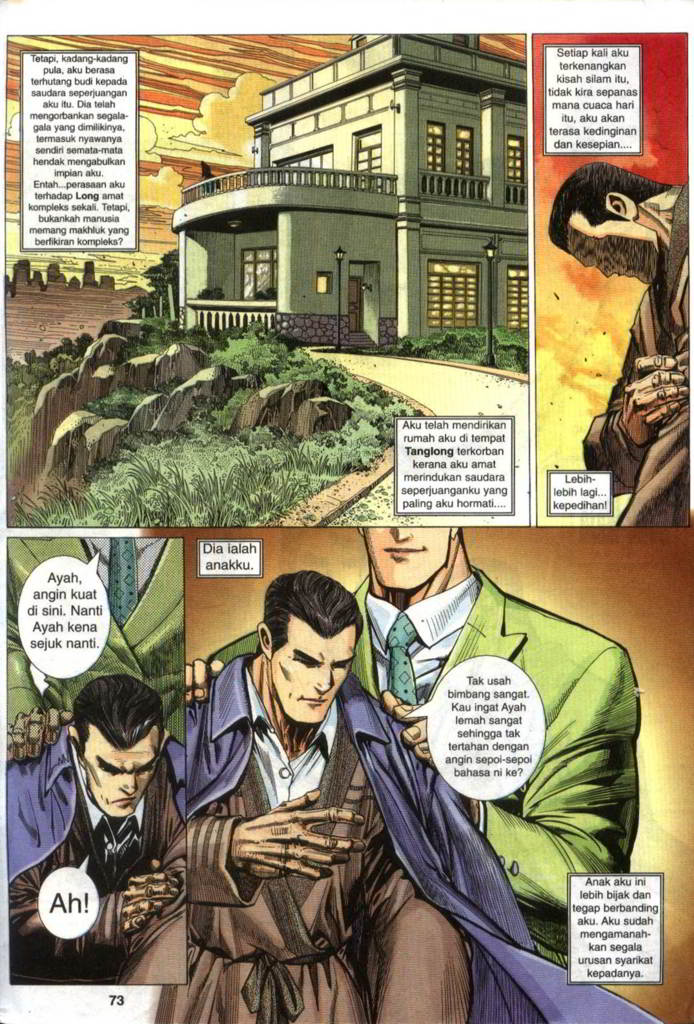 Tetapi, kadang-kadang
pula, aku berasa
terhutang budi kepada
saudara seperjuangan
aku itu. Dia telah
mengorbankan segala-
gala yang dimilikinya,
termasuk nyawanya
sendiri semata-mata
hendak mengabulkan
impian aku.
Entah...perasaan aku
terhadap Long amat
kompleks sekali. Tetapi,
bukankah manusia
memang makhluk yang
berfikiran kompleks?
Aku telah mendirikan
rumah aku di tempat
Tanglong terkorban
kerana aku amat
merindukan saudara
seperjuanganku yang
paling aku hormati....
Setiap kali aku
terkenangkan
kisah silam itu,
tidak kira sepanas
mana cuaca hari
itu, aku akan
terasa kedinginan
dan kesepian....
Lebih-
lebih lagi...
kepedihan!
Ayah,
angin kuat
di sini. Nanti
Ayah kena
sejuk nanti.
Ah!
Dia ialah
anakku.
Tak usah
bimbang sangat.
Kau ingat Ayah
lemah sangat
sehingga tak
tertahan dengan
angin sepoi-sepoi
bahasa ni ke?
Anak aku ini
lebih bijak dan
tegap berbanding
aku. Aku sudah
mengamanah-
kan segala
urusan syarikat
kepadanya.
73